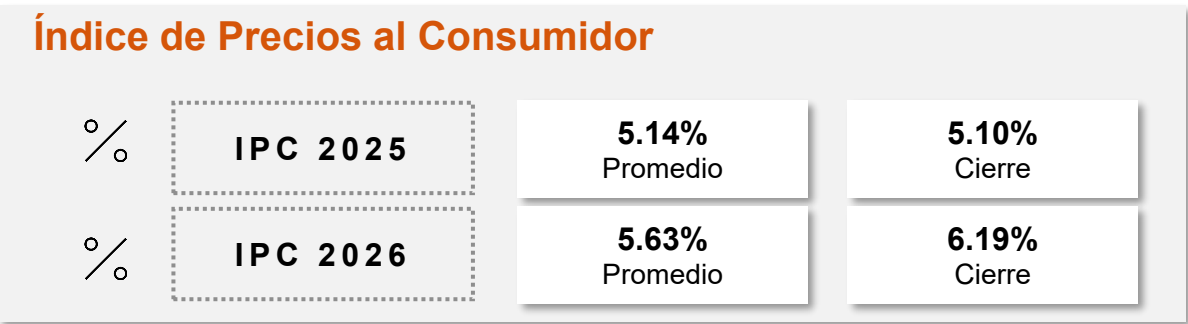 Índice de Precios al Consumidor
%
IPC 2025
5.14%
Promedio
5.10%
Cierre
%
IPC 2026
5.63%
Promedio
6.19%
Cierre